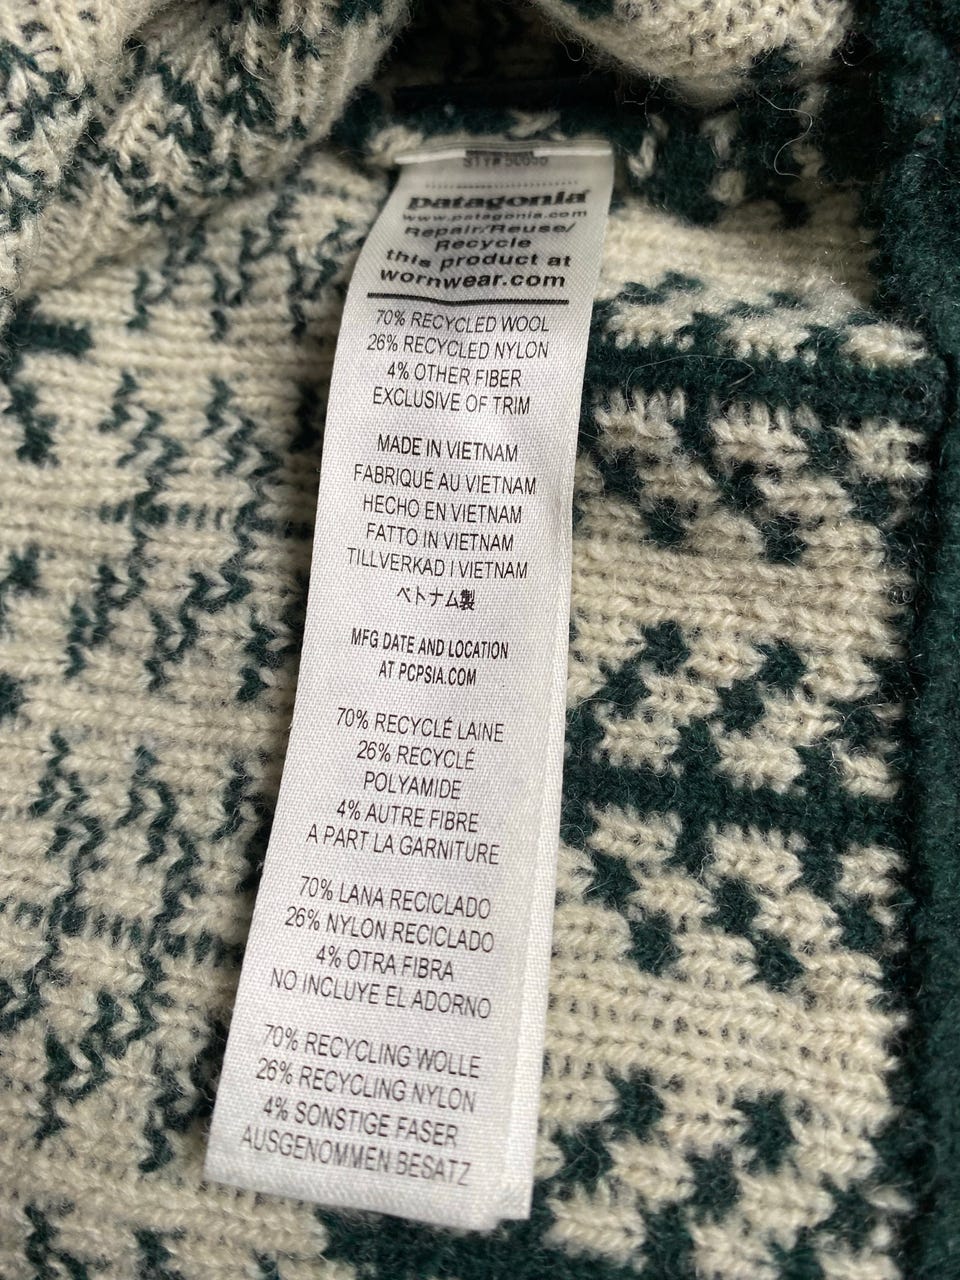 patagonia
www.patagonia.com
Repair/Reuse/
Recycle
this product at
wornwear.com
70% RECYCLED WOOL
26% RECYCLED NYLON
4% OTHER FIBER
EXCLUSIVE OF TRIM
MADE IN VIETNAM
FABRIQUÉ AU VIETNAM
HECHO EN VIETNAM
FATTO IN VIETNAM
TILLVERKAD I VIETNAM
ベトナム製
MFG DATE AND LOCATION
AT PCPSIA.COM
70% RECYCLÉ LAINE
26% RECYCLÉ
POLYAMIDE
4% AUTRE FIBRE
A PART LA GARNITURE
70% LANA RECICLADO
26% NYLON RECICLADO
4% OTRA FIBRA
NO INCLUYE EL ADORNO
70% RECYCLING WOLLE
26% RECYCLING NYLON
4% SONSTIGE FASER
AUSGENOMMEN BESATZ